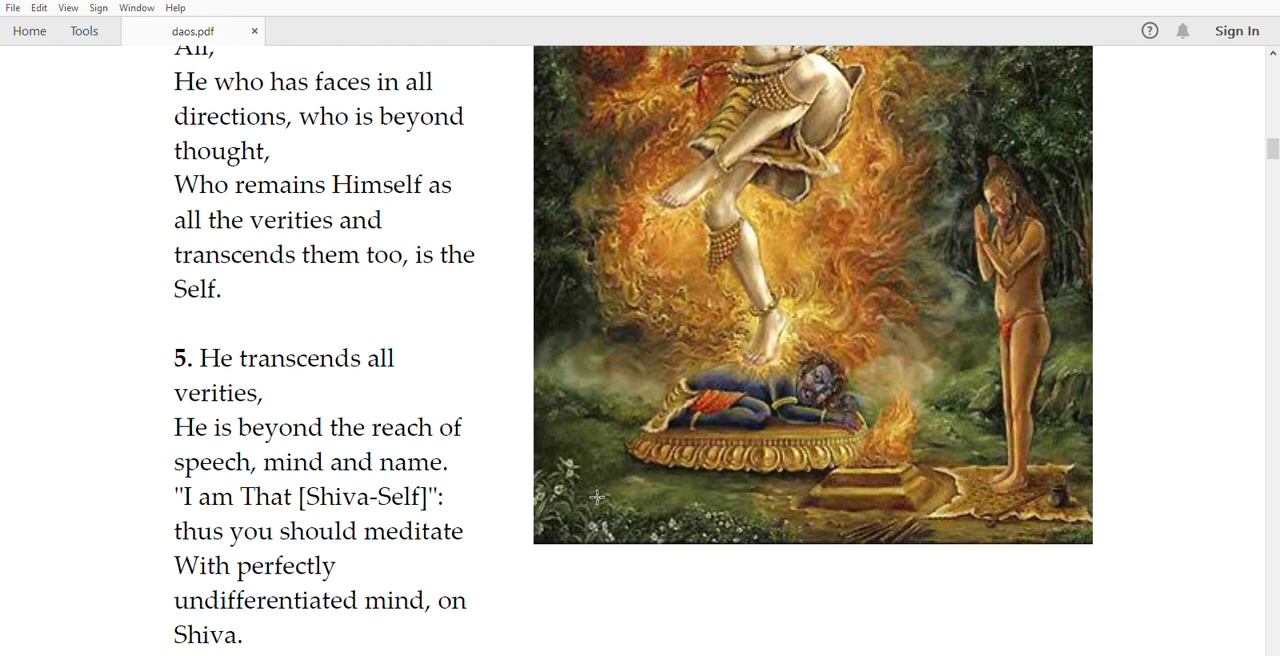 File Edit View Sign Window Help
Home Tools daos.pdf × ? Sign In
All,
He who has faces in all
directions, who is beyond
thought,
Who remains Himself as
all the verities and
transcends them too, is the
Self.
5. He transcends all
verities,
He is beyond the reach of
speech, mind and name.
"I am That [Shiva-Self]":
thus you should meditate
With perfectly
undifferentiated mind, on
Shiva.